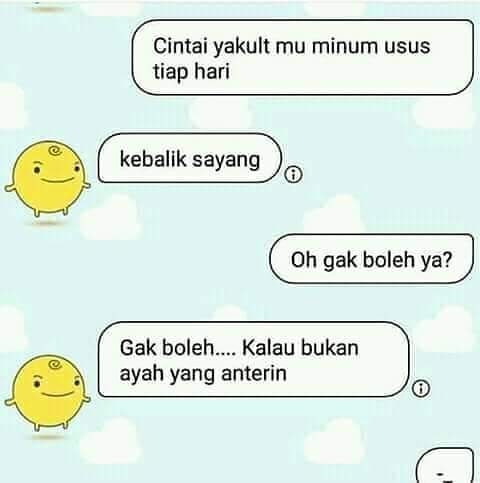 Cintai yakult mu minum usus
tiap hari
kebalik sayang
Oh gak boleh ya?
Gak boleh.... Kalau bukan
ayah yang anterin
-_